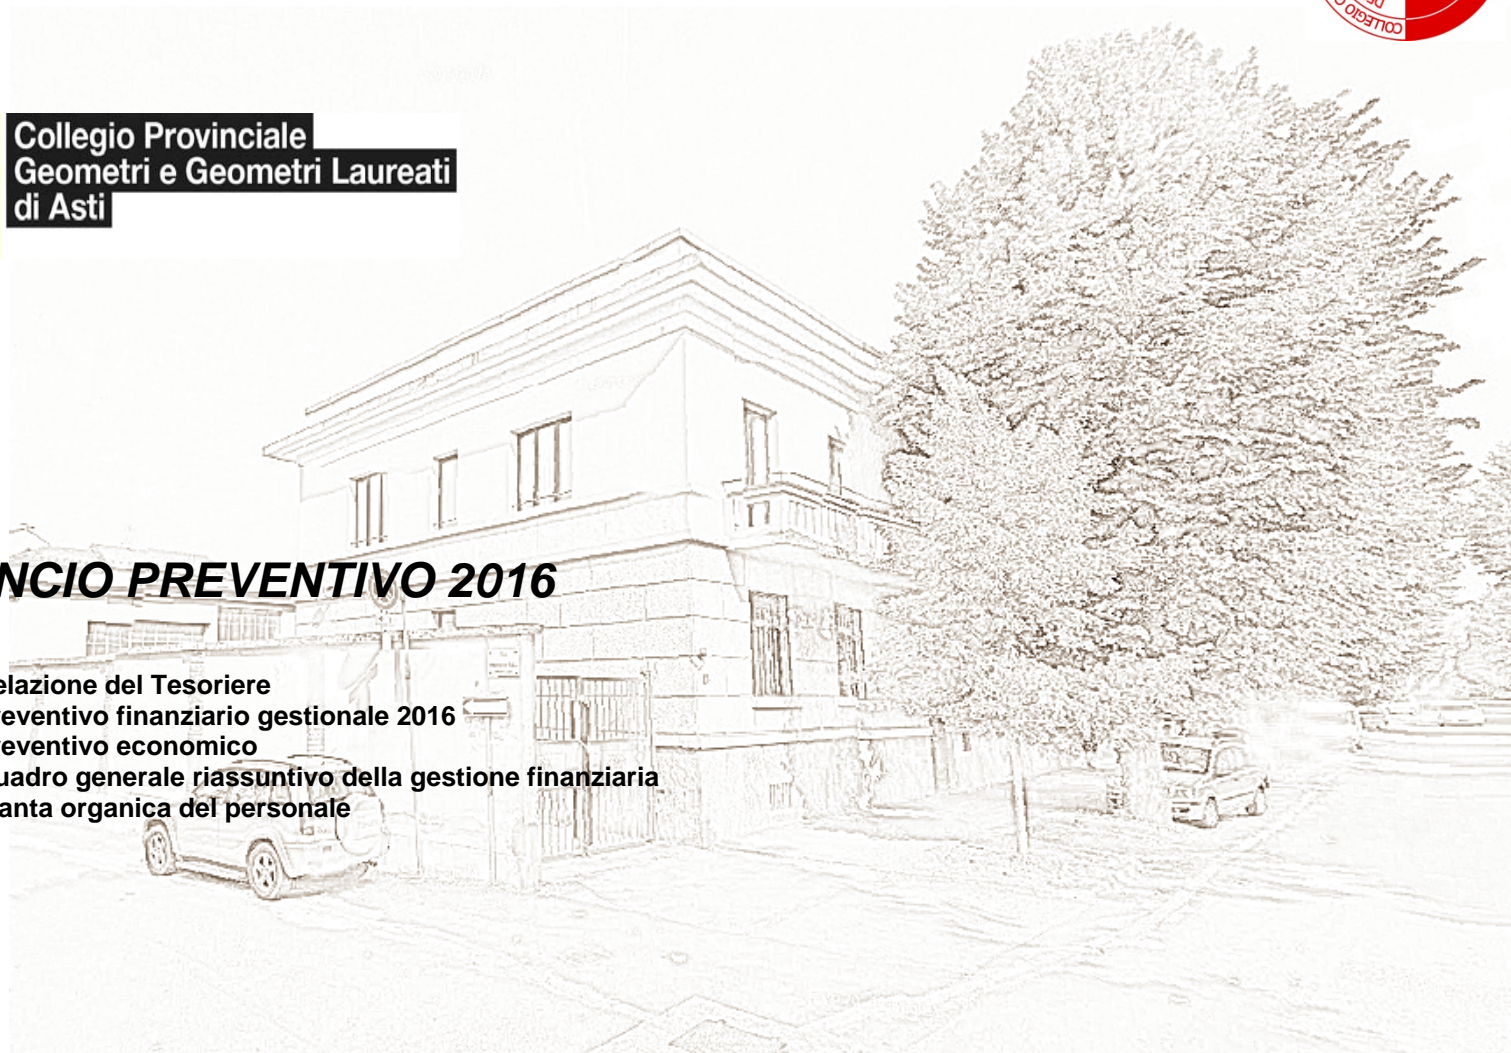 COLLEGIO
Collegio Provinciale
Geometri e Geometri Laureati
di Asti
NCIO PREVENTIVO 2016
elazione del Tesoriere
reventivo finanziario gestionale 2016
reventivo economico
uadro generale riassuntivo della gestione finanziaria
anta organica del personale